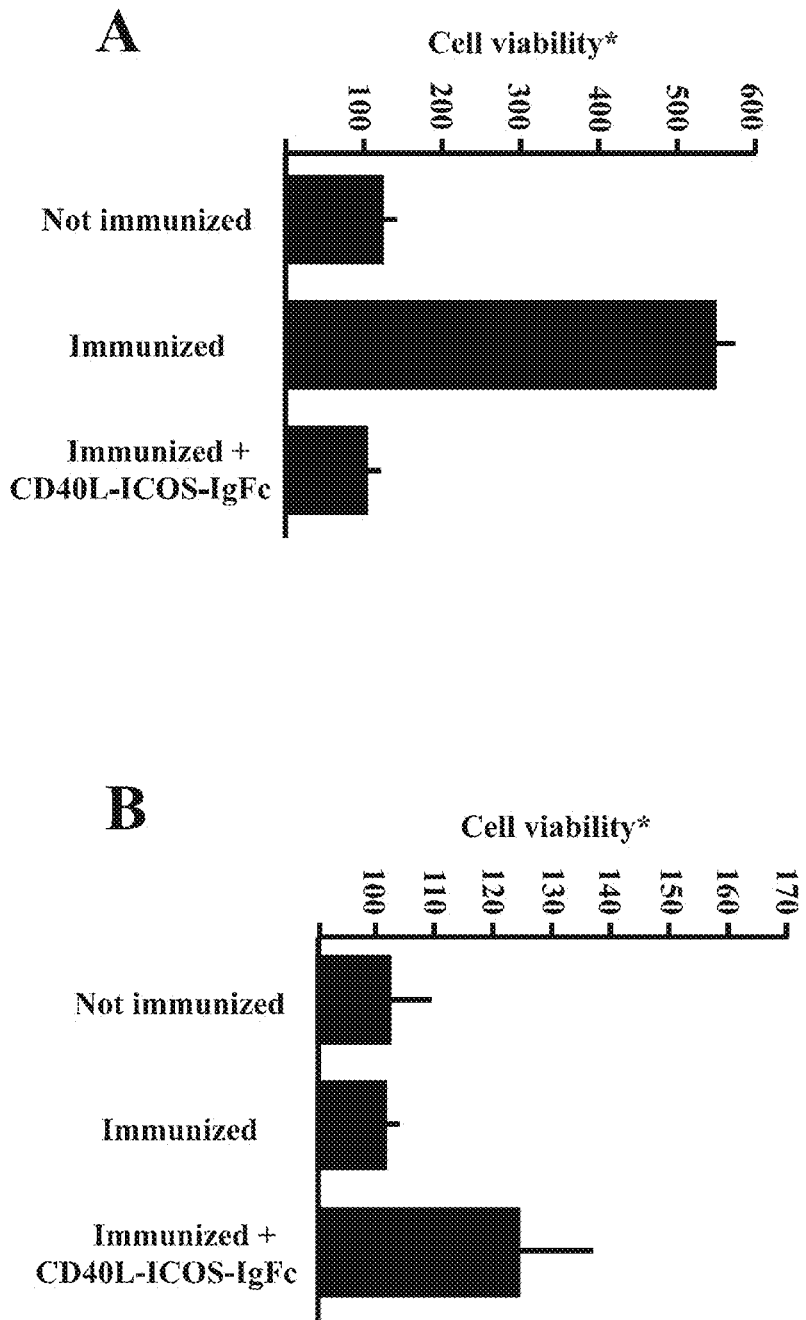 A
Cell viability*
100 200 300 400 500 600
Not immunized
Immunized
Immunized +
CD40L-ICOS-IgFc
B
Cell viability*
100 110 120 130 140 150 160 170
Not immunized
Immunized
Immunized +
CD40L-ICOS-IgFc